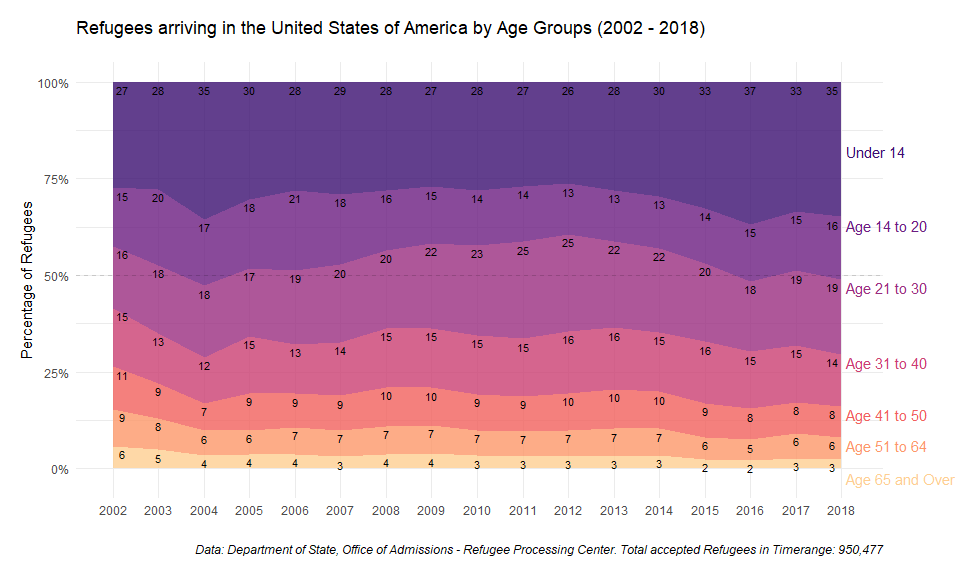 Refugees arriving in the United States of America by Age Groups (2002 - 2018)
Percentage of Refugees
100%
27 28 35 30 28 29 28 27 28 27 26 28 30 33 37 33 35
Under 14
75%
15 20 17 18 21 18 16 15 14 14 13 13 13 14 15 15 16
Age 14 to 20
16 18 18 17 19 20 20 22 23 25 25 22 22 20 18 19 19
50%
Age 21 to 30
15 13 12 15 13 14 15 15 15 15 16 16 15 16 15 15 14
Age 31 to 40
25%
11 9 7 9 9 9 10 10 9 9 10 10 10 9 8 8 8
Age 41 to 50
9 8 6 6 7 7 7 7 7 7 7 7 7 6 5 6 6
Age 51 to 64
6 5 4 4 4 3 4 4 3 3 3 3 3 2 2 3 3
0%
Age 65 and Over
2002 2003 2004 2005 2006 2007 2008 2009 2010 2011 2012 2013 2014 2015 2016 2017 2018
Data: Department of State, Office of Admissions - Refugee Processing Center. Total accepted Refugees in Timerange: 950,477